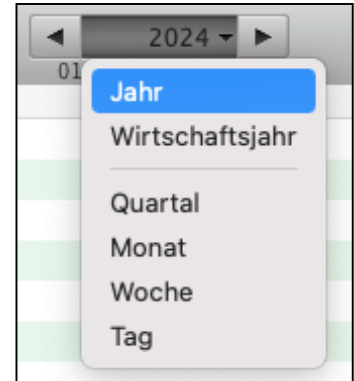 2024
01
Jahr
Wirtschaftsjahr
Quartal
Monat
Woche
Tag